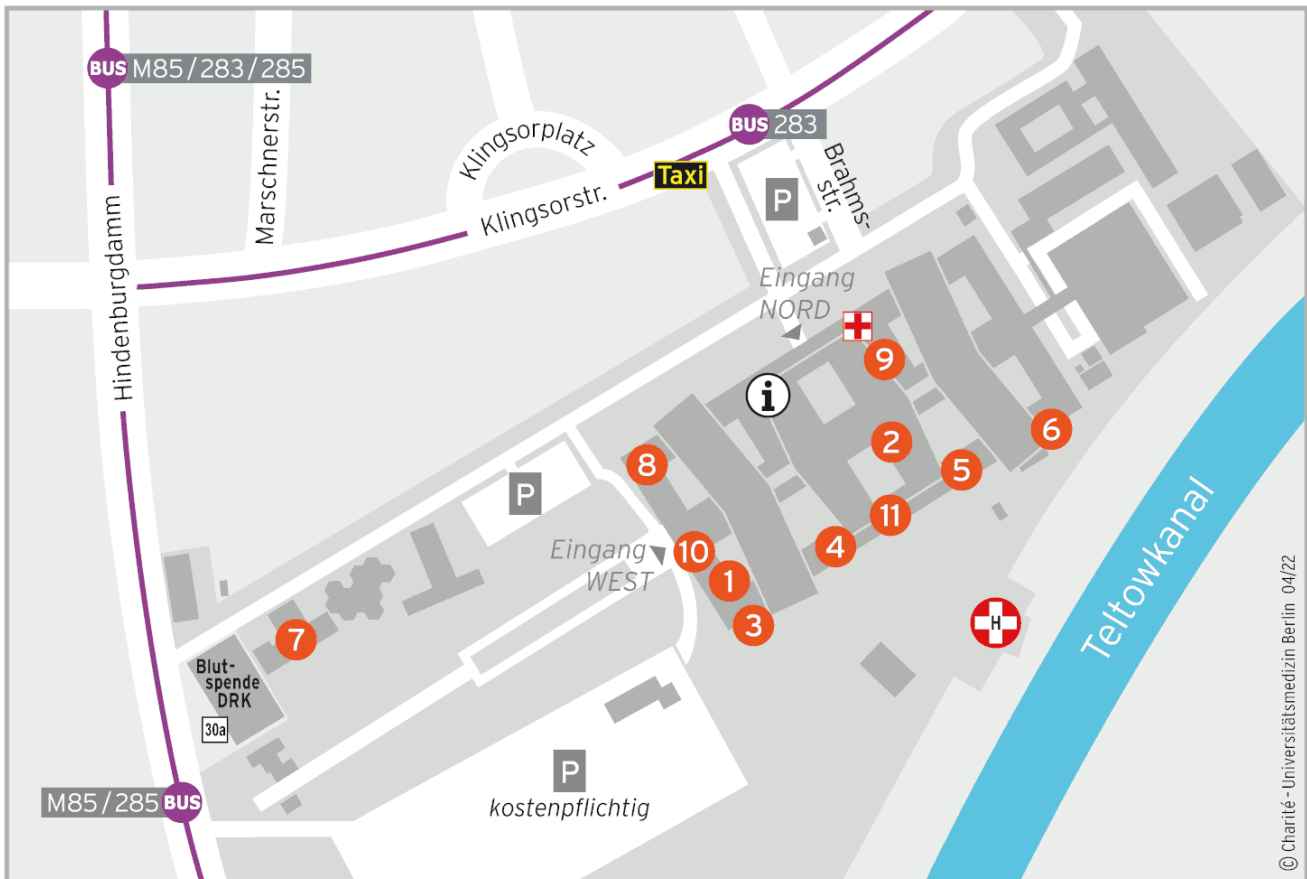 BUS M85/283/285
Marschnerstr.
Klingsorplatz
BUS 283
Taxi
Klingsorstr.
P
Brahms-
str.
Hindenburgdamm
Eingang
NORD
9
i
2
6
8
5
P
11
Eingang
WEST
10
4
1
3
H
7
Teltowkanal
Blut-
spende
DRK
30a
P
kostenpflichtig
M85/285 BUS
© Charité - Universitätsmedizin Berlin 04/22